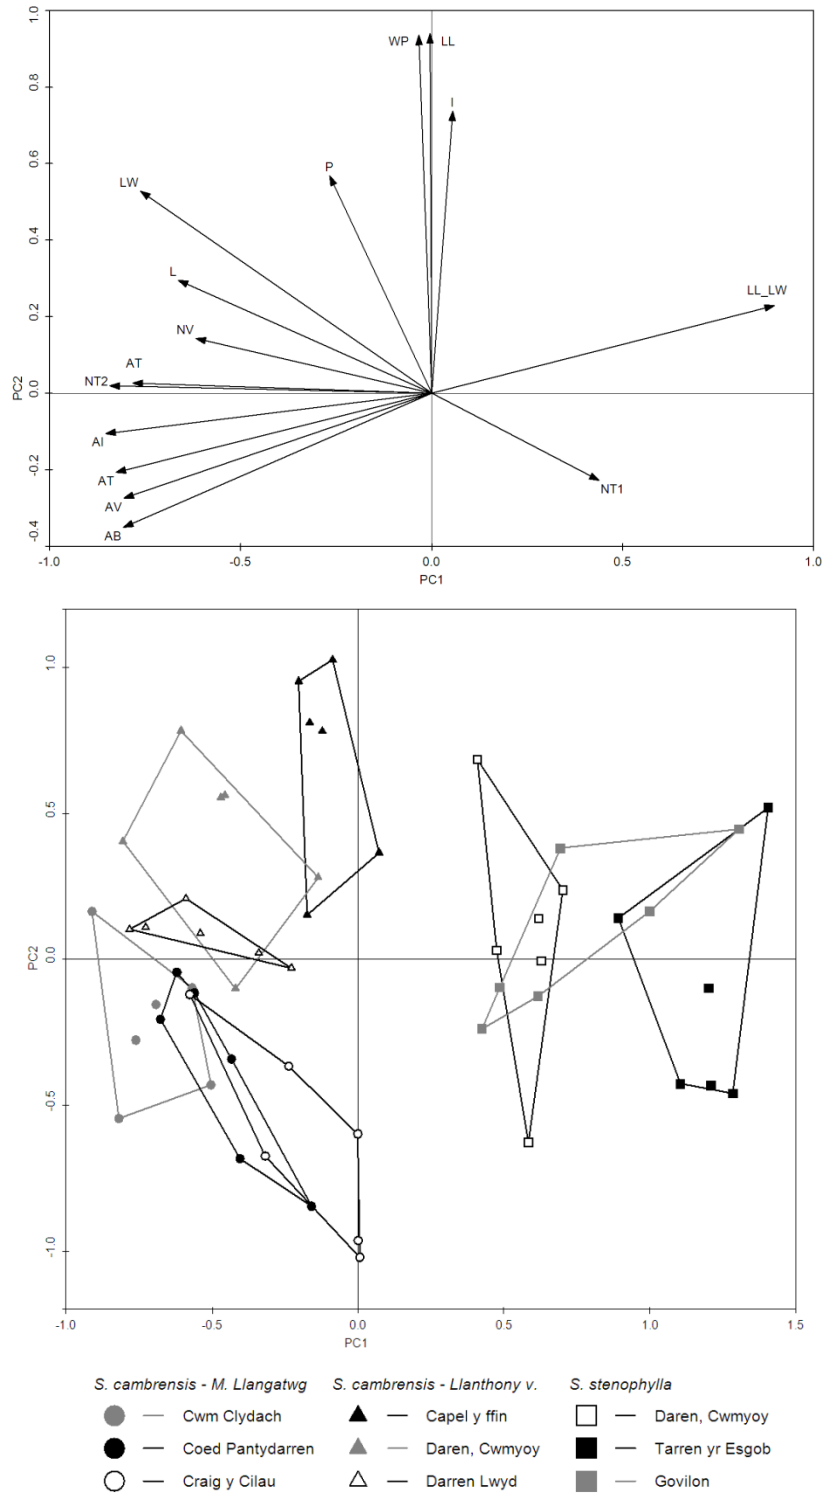 1.0
WP LL
0.8
I
0.6
P
LW
0.4
L
LL_LW
0.2
NV
AT
NT2
0.0
PC2
AI
-0.2
AT
NT1
AV
AB
-0.4
-1.0 -0.5 0.0 0.5 1.0
PC1
1.0
0.5
0.0
PC2
-0.5
-1.0
-1.0 -0.5 0.0 0.5 1.0 1.5
PC1
S. cambrensis - M. Llangatwg S. cambrensis - Llanthony v. S. stenophylla
Cwm Clydach Capel y ffin Daren, Cwmyoy
Coed Pantydarren Daren, Cwmyoy Tarren yr Esgob
Craig y Cilau Darren Lwyd Govilon